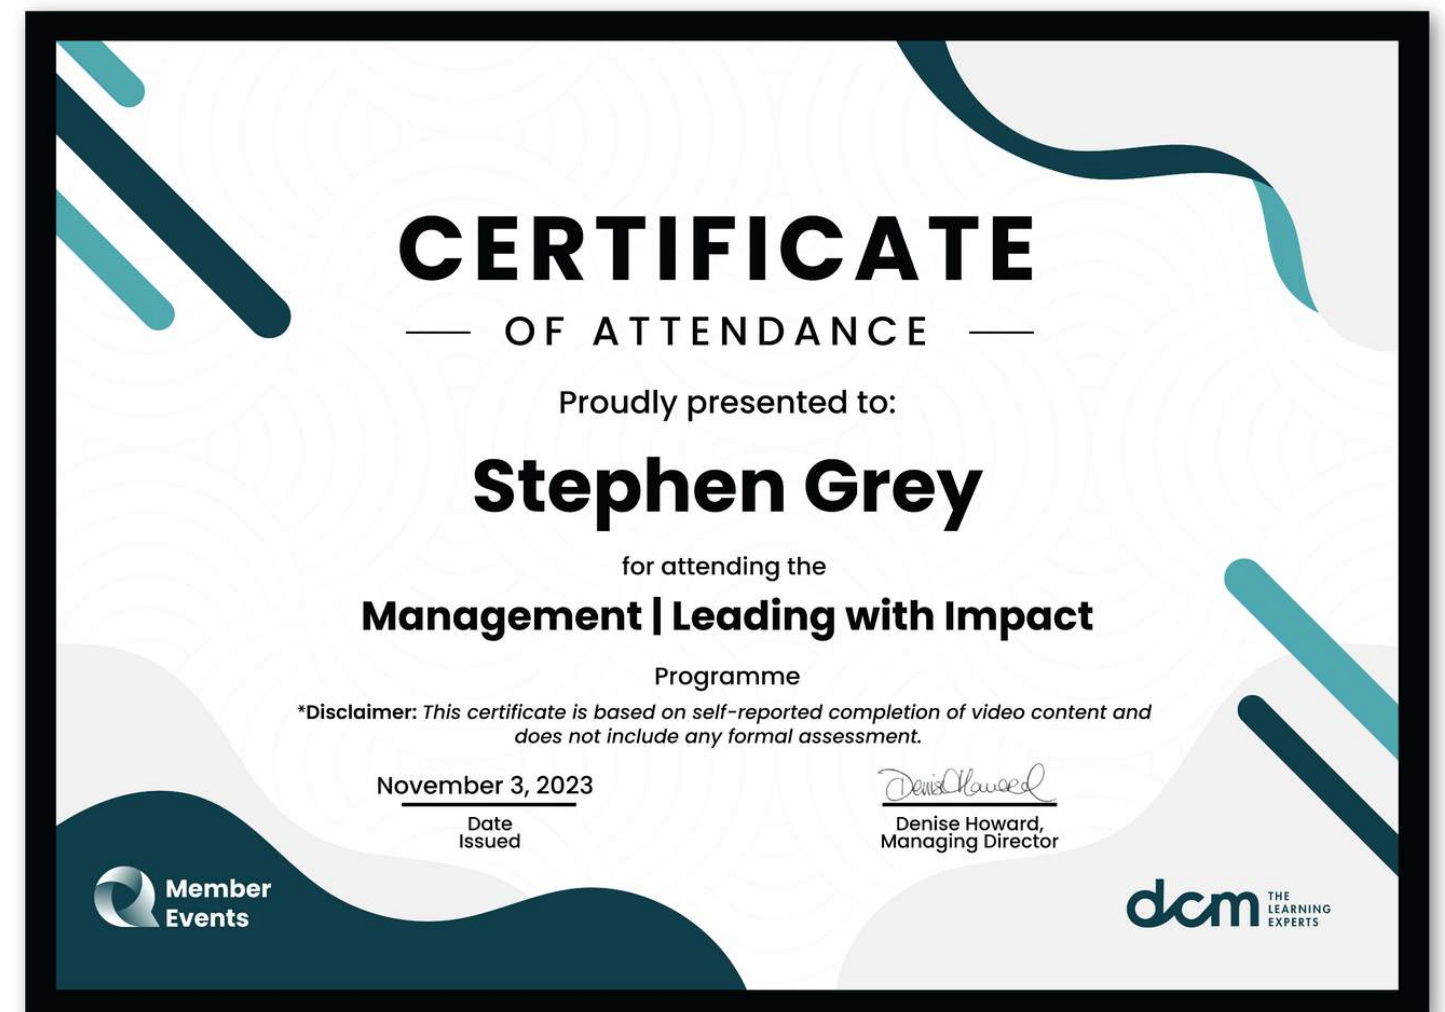 CERTIFICATE
OF ATTENDANCE
Proudly presented to:
Stephen Grey
for attending the
Management | Leading with Impact
Programme
*Disclaimer: This certificate is based on self-reported completion of video content and
does not include any formal assessment.
November 3, 2023
Date
Issued
Denise Howard
Denise Howard,
Managing Director
Member
Events
dcm THE
LEARNING
EXPERTS